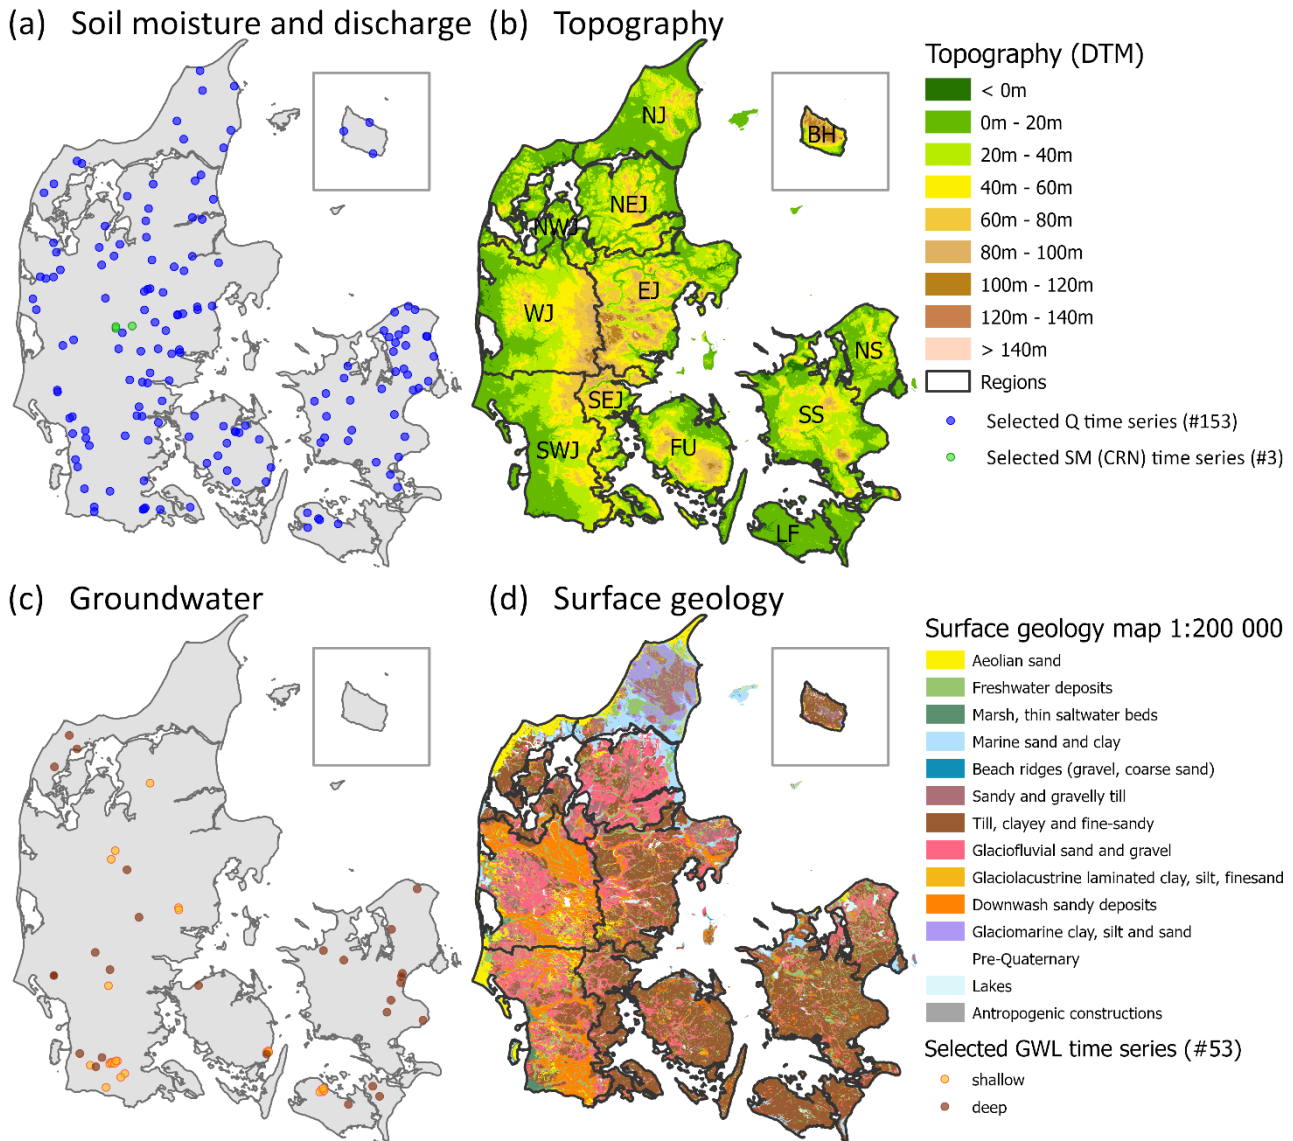 (a) Soil moisture and discharge
(b) Topography
NJ
BH
NEJ
NWJ
EJ
WJ
NS
SEJ
SS
SWJ
FU
LF
Topography (DTM)
< 0m
0m - 20m
20m - 40m
40m - 60m
60m - 80m
80m - 100m
100m - 120m
120m - 140m
> 140m
Regions
Selected Q time series (#153)
Selected SM (CRN) time series (#3)
(c) Groundwater
(d) Surface geology
Surface geology map 1:200 000
Aeolian sand
Freshwater deposits
Marsh, thin saltwater beds
Marine sand and clay
Beach ridges (gravel, coarse sand)
Sandy and gravelly till
Till, clayey and fine-sandy
Glaciofluvial sand and gravel
Glaciolacustrine laminated clay, silt, finesand
Downwash sandy deposits
Glaciomarine clay, silt and sand
Pre-Quaternary
Lakes
Antropogenic constructions
Selected GWL time series (#53)
shallow
deep